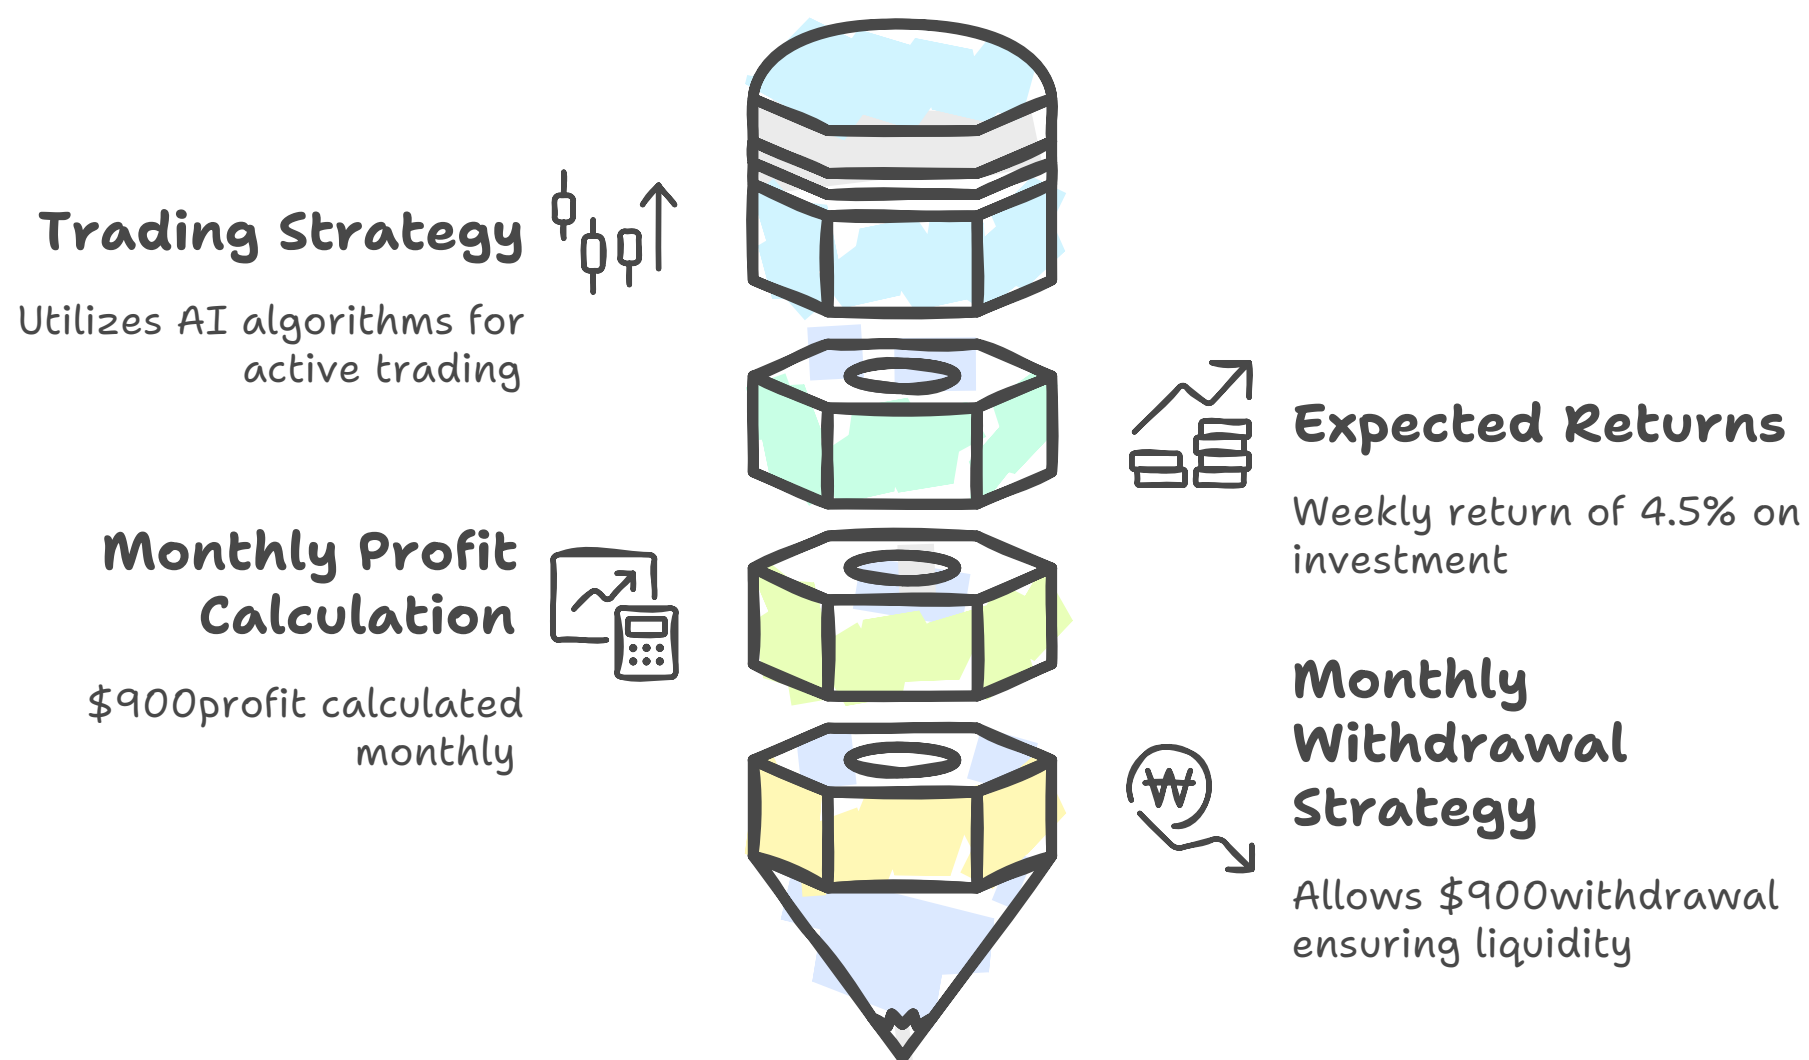 Trading Strategy
Utilizes AI algorithms for
active trading
Expected Returns
Weekly return of 4.5% on
investment
Monthly Profit
Calculation
$900profit calculated
monthly
Monthly
Withdrawal
Strategy
Allows $900withdrawal
ensuring liquidity